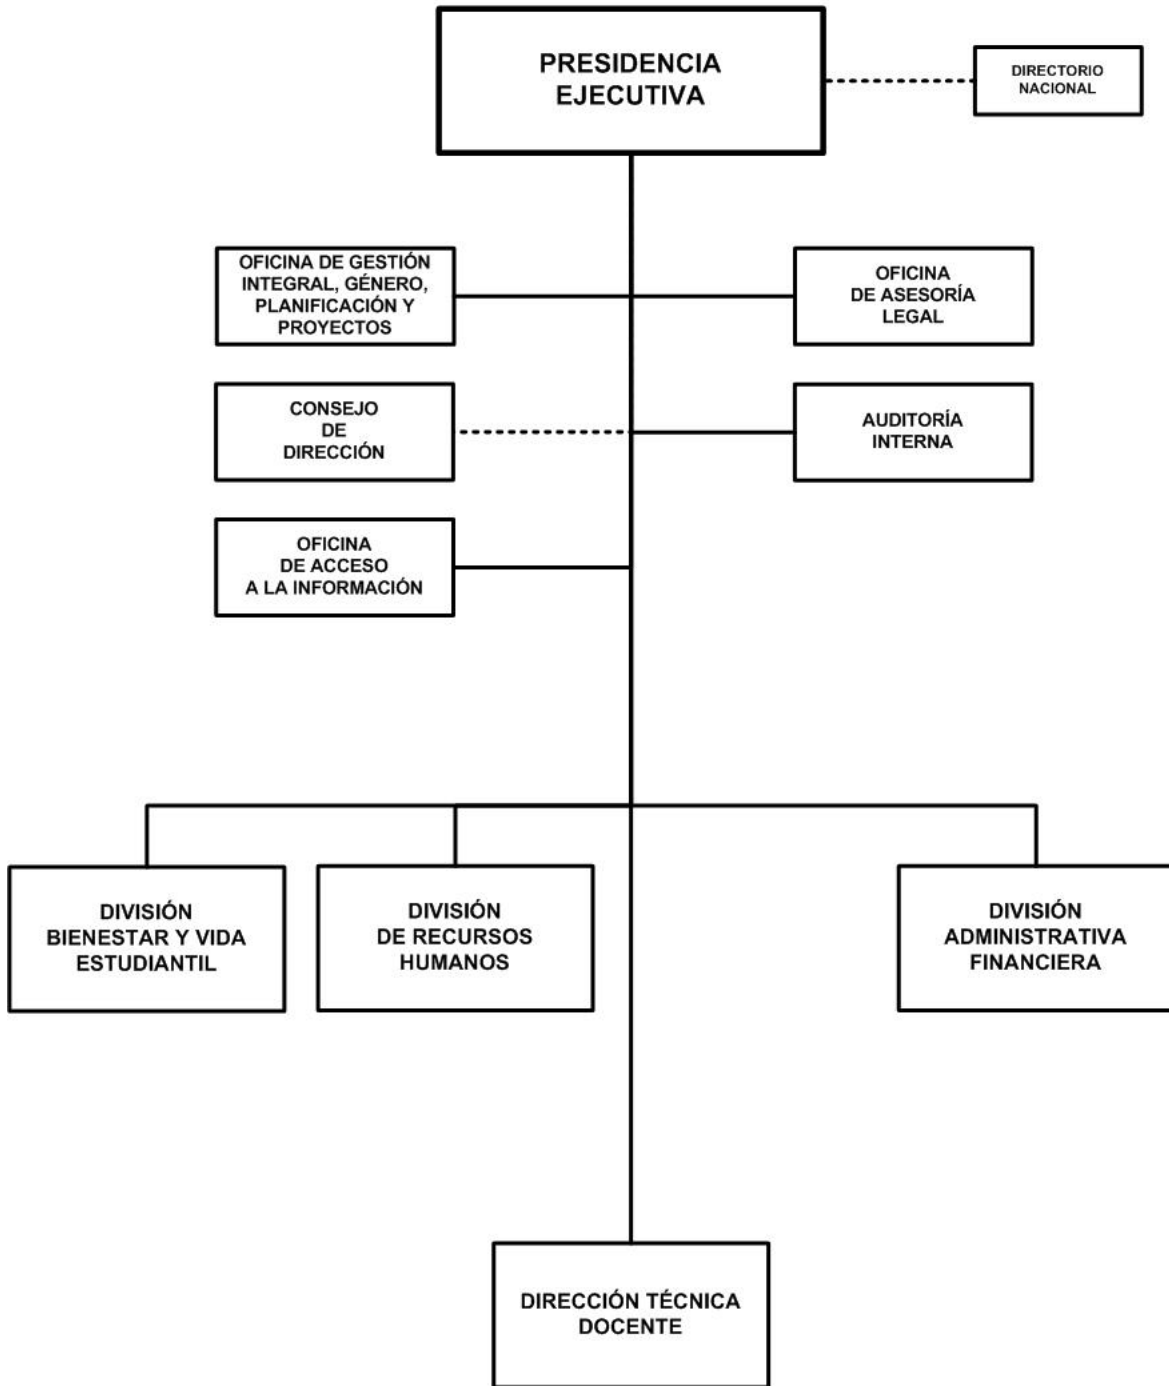 PRESIDENCIA
EJECUTIVA
DIRECTORIO
NACIONAL
OFICINA DE GESTIÓN
INTEGRAL, GÉNERO,
PLANIFICACIÓN Y
PROYECTOS
OFICINA
DE ASESORÍA
LEGAL
CONSEJO
DE
DIRECCIÓN
AUDITORÍA
INTERNA
OFICINA
DE ACCESO
A LA INFORMACIÓN
DIVISIÓN
BIENESTAR Y VIDA
ESTUDIANTIL
DIVISIÓN
DE RECURSOS
HUMANOS
DIVISIÓN
ADMINISTRATIVA
FINANCIERA
DIRECCIÓN TÉCNICA
DOCENTE